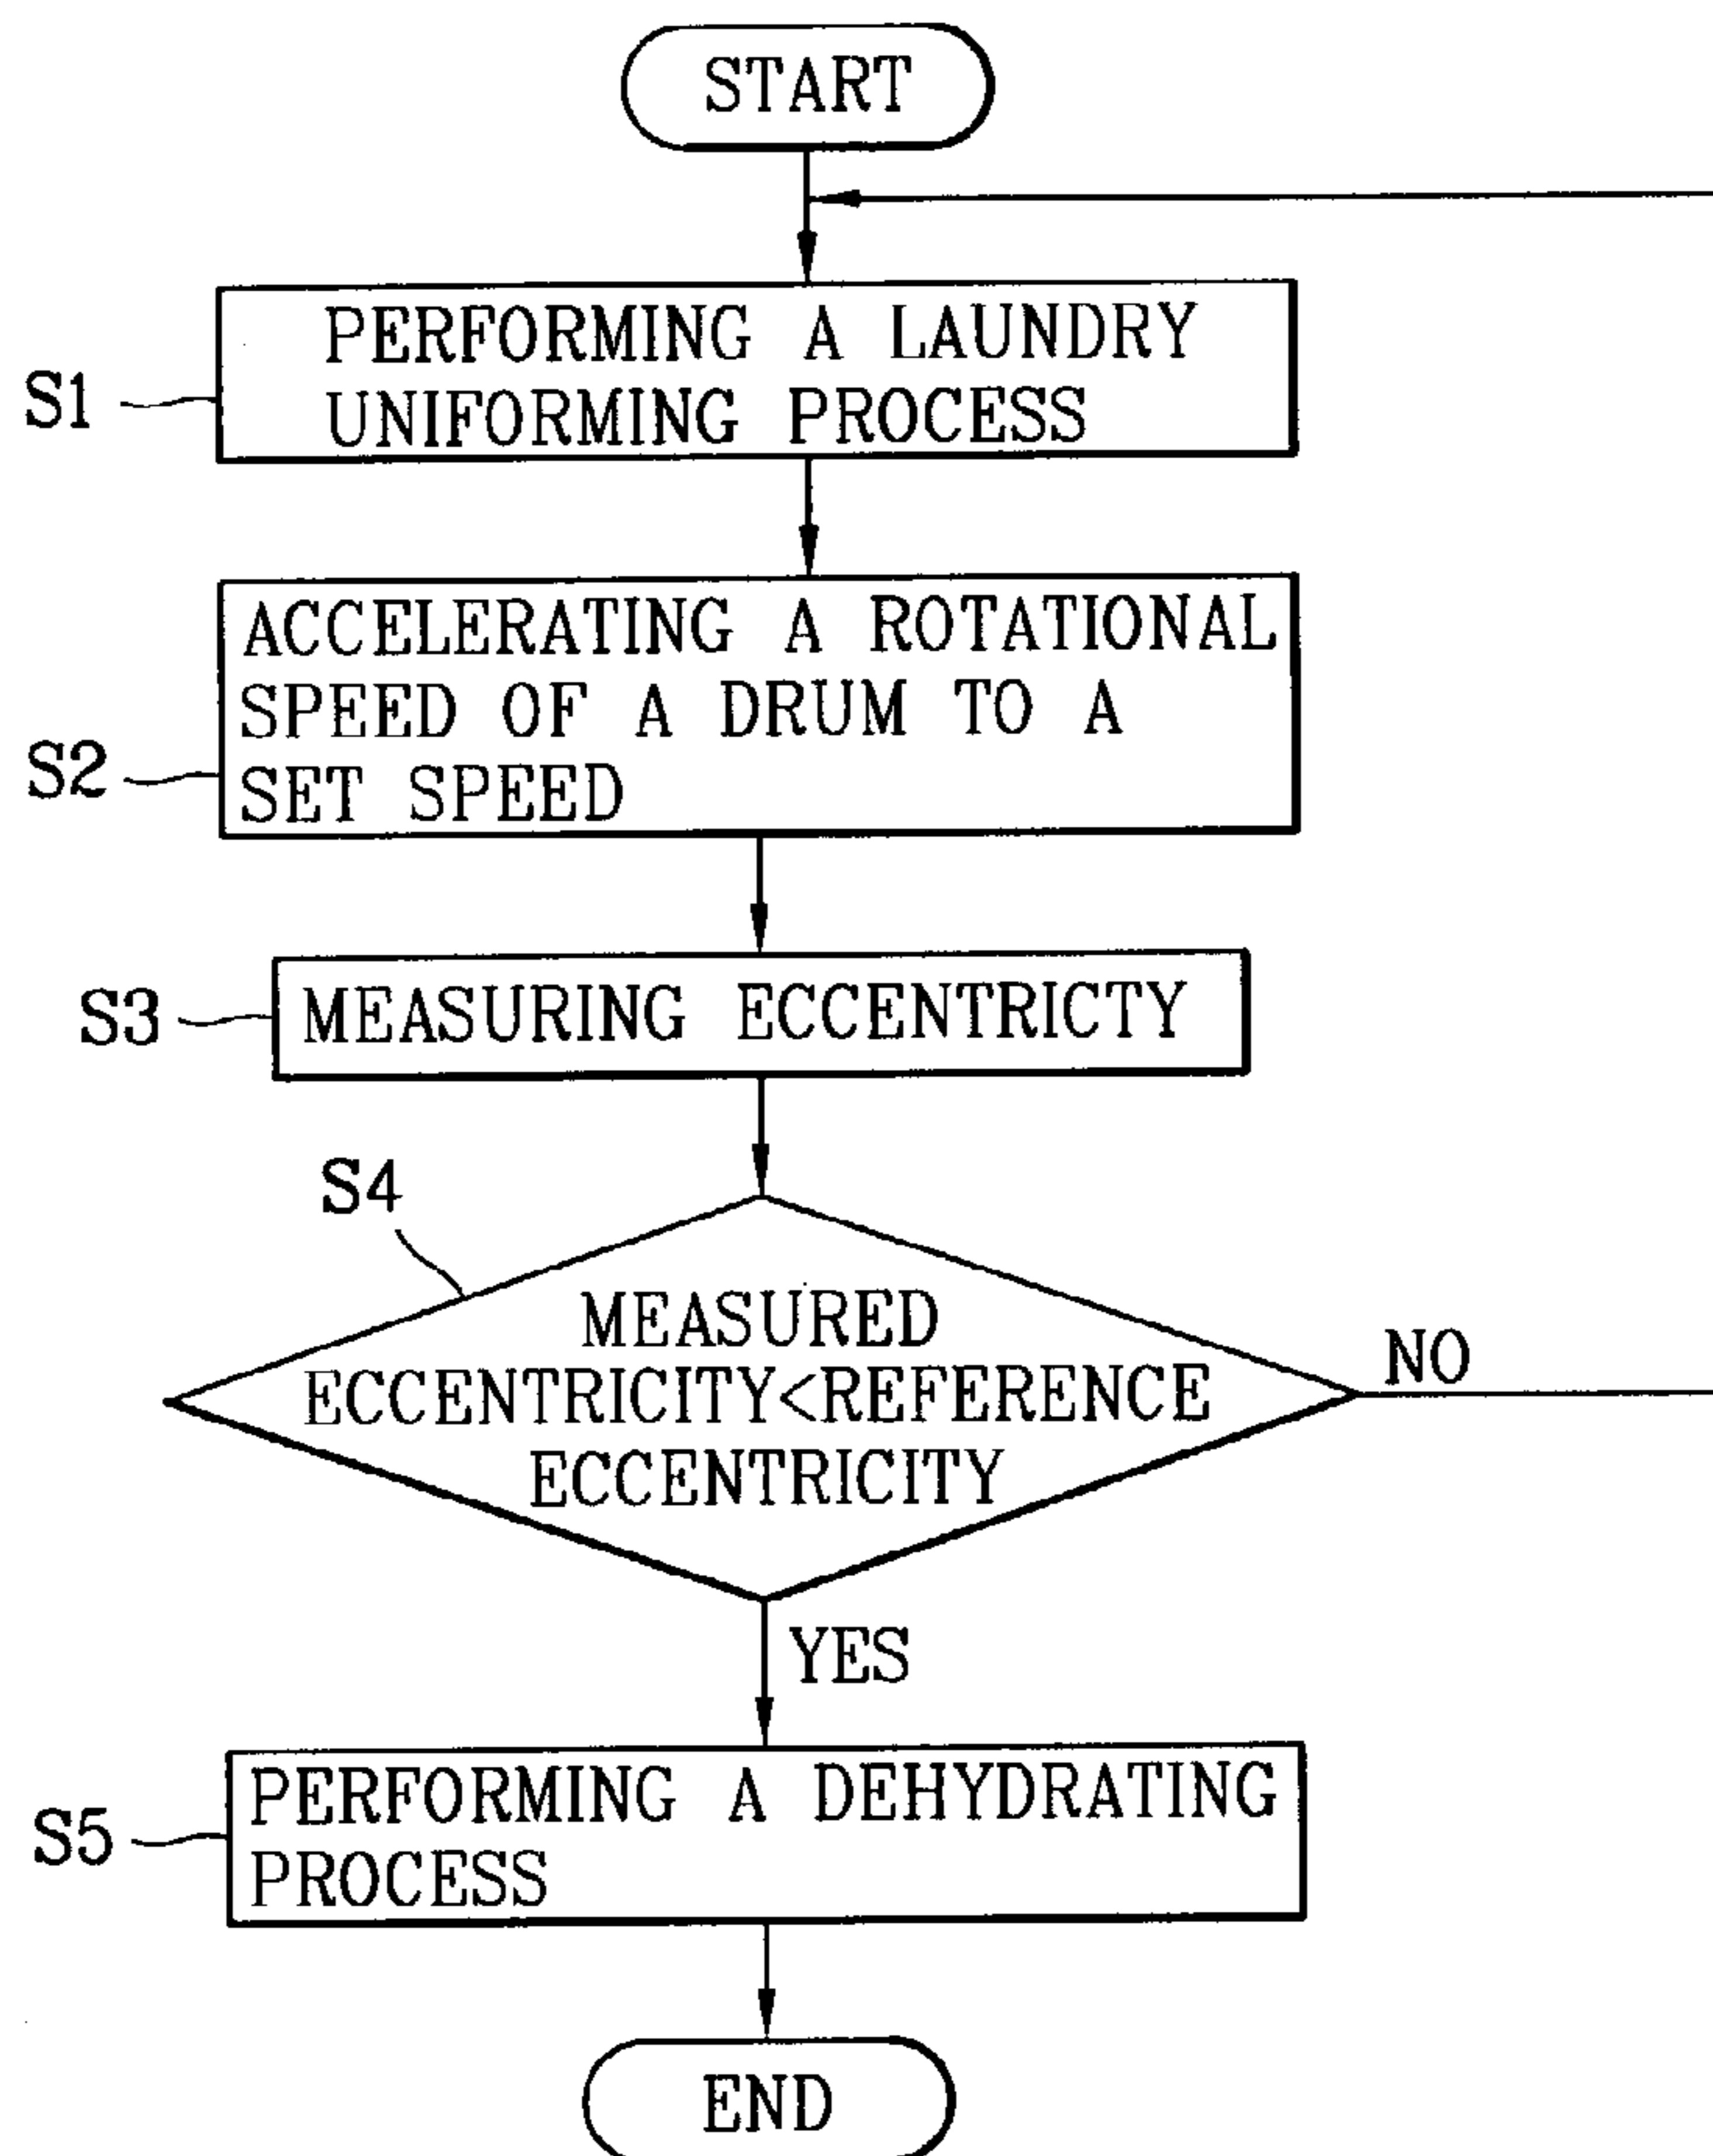 START
PERFORMING A LAUNDRY
UNIFORMING PROCESS
S1
ACCELERATING A ROTATIONAL
SPEED OF A DRUM TO A
SET SPEED
S2
MEASURING ECCENTRICTY
S3
S4
MEASURED
ECCENTRICITY<REFERENCE
ECCENTRICITY
NO
YES
PERFORMING A DEHYDRATING
PROCESS
S5
END